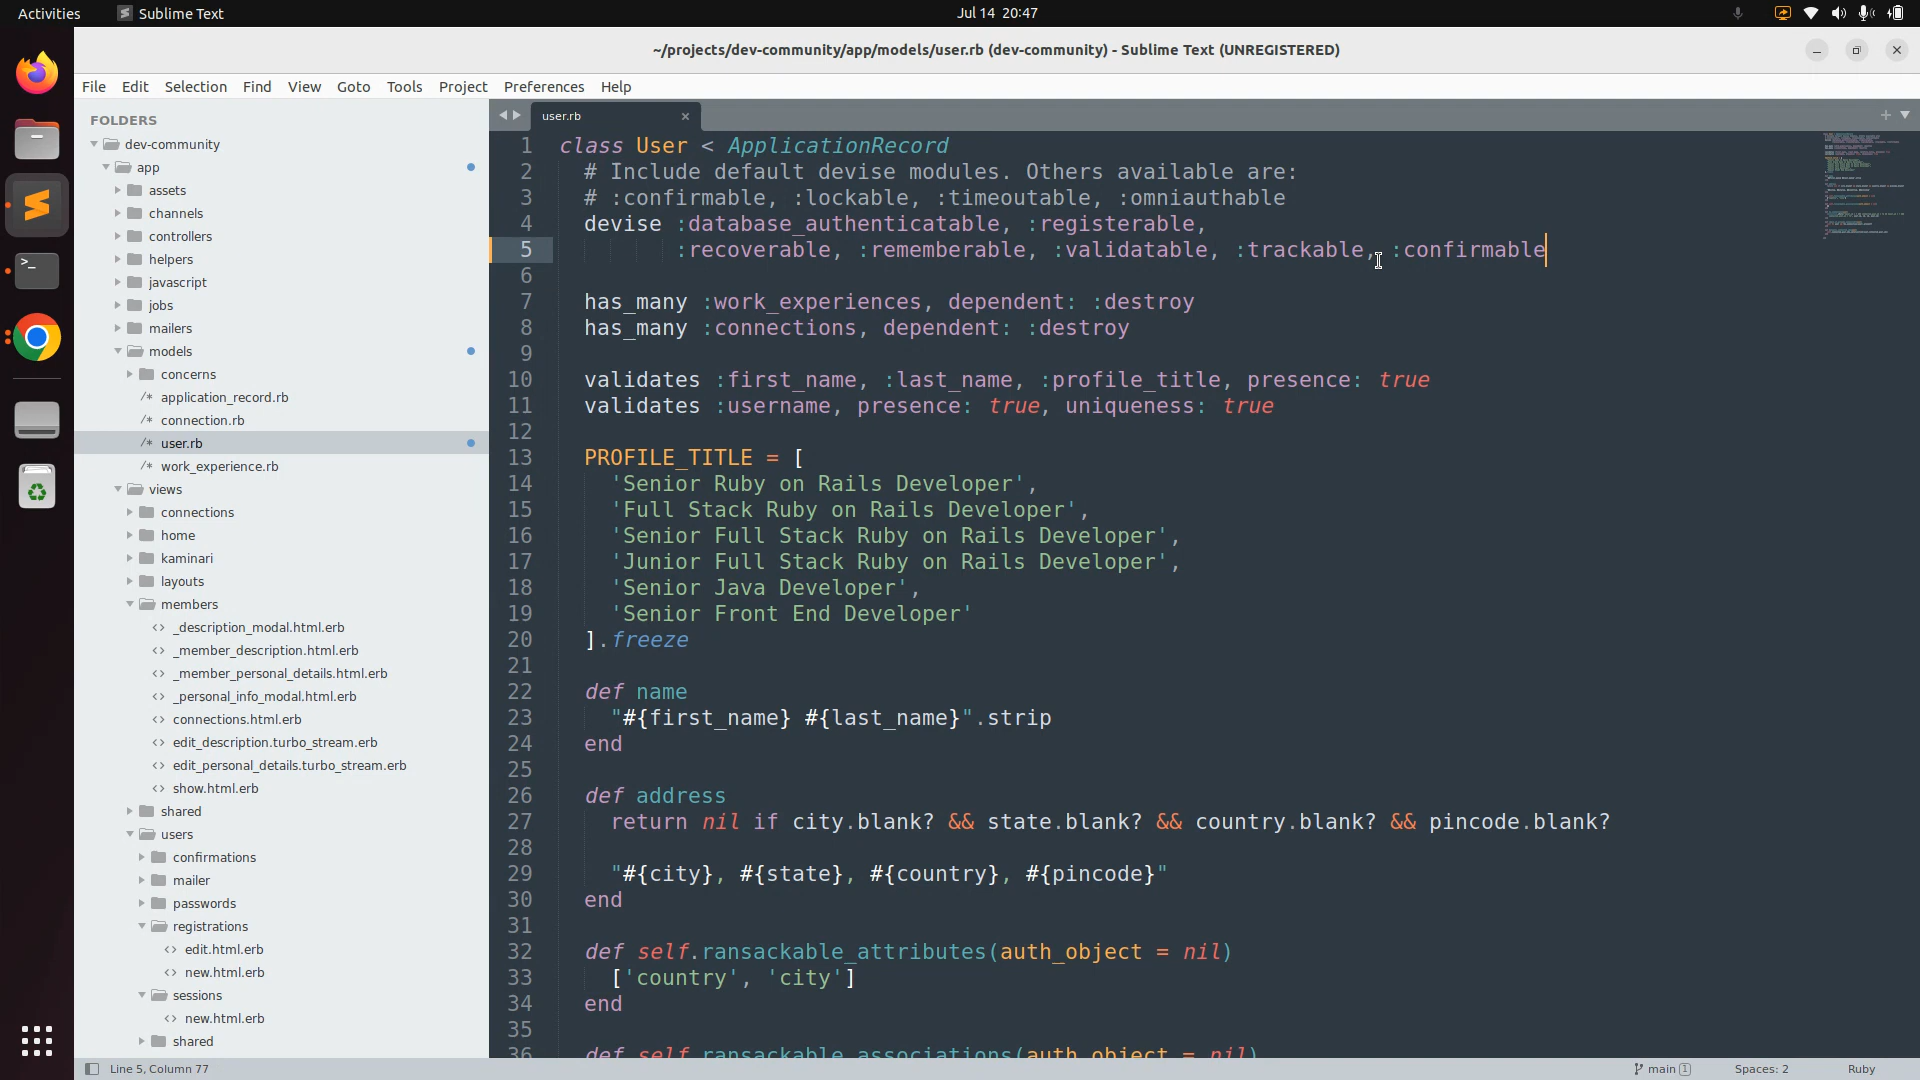 Activities
Sublime Text
Jul 14 20:47
~/projects/dev-community/app/models/user.rb (dev-community) - Sublime Text (UNREGISTERED)
File Edit Selection Find View Goto Tools Project Preferences Help
FOLDERS
dev-community
app
assets
channels
controllers
helpers
javascript
jobs
mailers
models
concerns
/* application_record.rb
/* connection.rb
/* user.rb
/* work_experience.rb
views
connections
home
kaminari
layouts
members
<> _description_modal.html.erb
<> _member_description.html.erb
<> _member_personal_details.html.erb
<> _personal_info_modal.html.erb
<> connections.html.erb
<> edit_description.turbo_stream.erb
<> edit_personal_details.turbo_stream.erb
<> show.html.erb
shared
users
confirmations
mailer
passwords
registrations
<> edit.html.erb
<> new.html.erb
sessions
<> new.html.erb
shared
user.rb
1 class User < ApplicationRecord
2 # Include default devise modules. Others available are:
3 # :confirmable, :lockable, :timeoutable, :omniauthable
4 devise :database_authenticatable, :registerable,
5 :recoverable, :rememberable, :validatable, :trackable, :confirmable
6
7 has_many :work_experiences, dependent: :destroy
8 has_many :connections, dependent: :destroy
9
10 validates :first_name, :last_name, :profile_title, presence: true
11 validates :username, presence: true, uniqueness: true
12
13 PROFILE_TITLE = [
14 'Senior Ruby on Rails Developer',
15 'Full Stack Ruby on Rails Developer',
16 'Senior Full Stack Ruby on Rails Developer',
17 'Junior Full Stack Ruby on Rails Developer',
18 'Senior Java Developer',
19 'Senior Front End Developer'
20 ].freeze
21
22 def name
23 "#{first_name} #{last_name}".strip
24 end
25
26 def address
27 return nil if city.blank? && state.blank? && country.blank? && pincode.blank?
28
29 "#{city}, #{state}, #{country}, #{pincode}"
30 end
31
32 def self.ransackable_attributes(auth_object = nil)
33 ['country', 'city']
34 end
35
36 def self.ransackable_associations(auth_object = nil)
Line 5, Column 77
main 1
Spaces: 2
Ruby